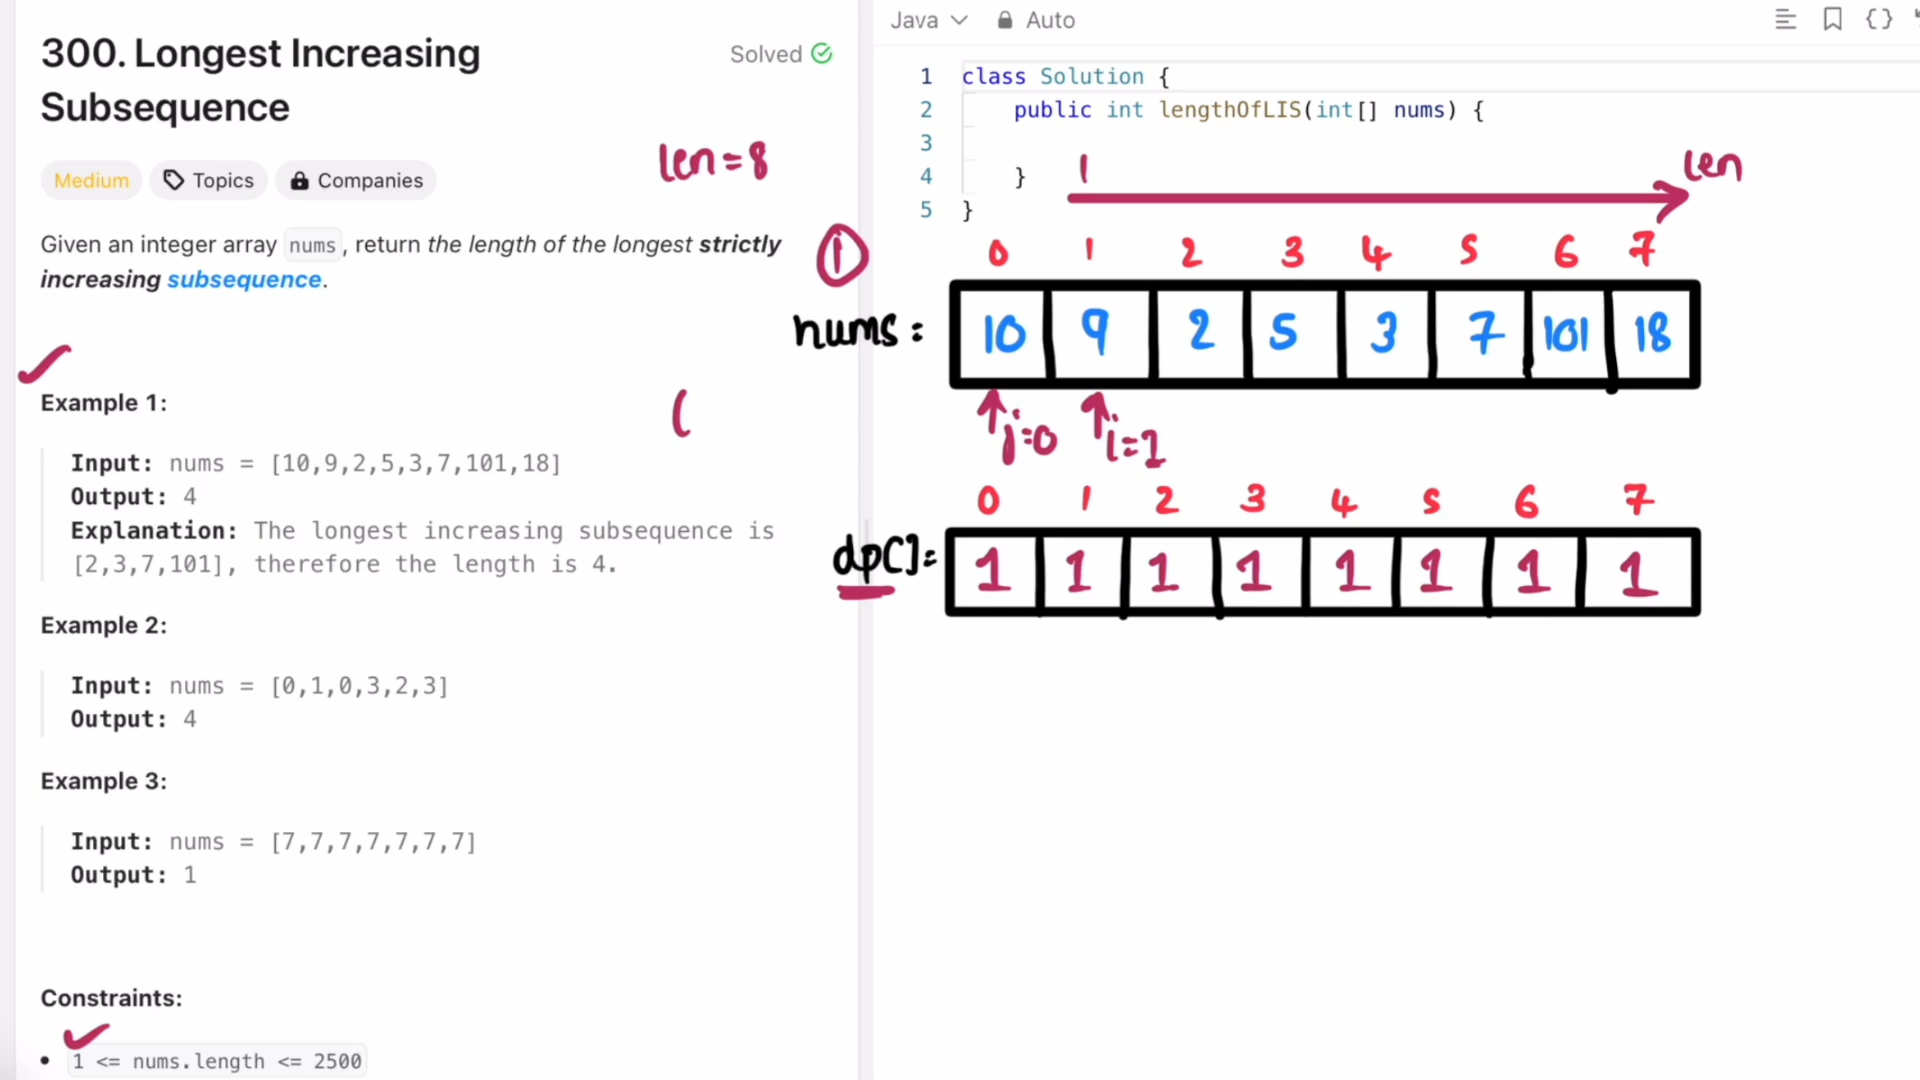 300. Longest Increasing
Subsequence
Solved
Medium
Topics
Companies
len=8
Given an integer array nums, return the length of the longest strictly
increasing subsequence.
Example 1:
(
Input: nums = [10,9,2,5,3,7,101,18]
Output: 4
Explanation: The longest increasing subsequence is
[2,3,7,101], therefore the length is 4.
Example 2:
Input: nums = [0,1,0,3,2,3]
Output: 4
Example 3:
Input: nums = [7,7,7,7,7,7,7]
Output: 1
Constraints:
1 <= nums.length <= 2500
Java
Auto
{}
1 class Solution {
2 public int lengthOfLIS(int[] nums) {
3
4 }
5 }
1 len
1
0 1 2 3 4 5 6 7
nums: 10 9 2 5 3 7 101 18
j=0 i=1
0 1 2 3 4 5 6 7
dp[]= 1 1 1 1 1 1 1 1